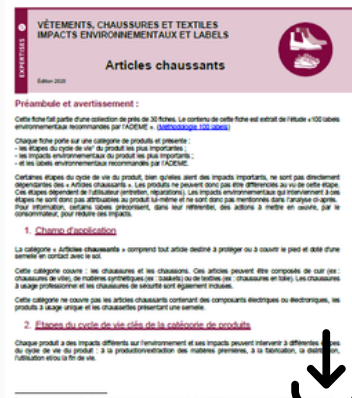 EXPERTISES
VÊTEMENTS, CHAUSSURES ET TEXTILES
IMPACTS ENVIRONNEMENTAUX ET LABELS
Articles chaussants
Édition 2020
Préambule et avertissement :
Cette fiche fait partie d'une collection de près de 30 fiches. Le contenu de cette fiche est extrait de l'étude «100 labels
environnementaux recommandés par l'ADEME ». (Méthodologie 100 labels)
Chaque fiche porte sur une catégorie de produits et présente :
- les étapes du cycle de vie* du produit les plus importantes ;
- les impacts environnementaux du produit les plus importants ;
- et les labels environnementaux recommandés par l'ADEME.
Certaines étapes du cycle de vie du produit, bien qu'elles aient des impacts importants, ne sont pas directement
dépendantes des « Articles chaussants ». Les produits ne peuvent donc pas être différenciés au vu de cette étape.
Ces étapes dépendent de l'utilisateur (entretien, réparations). Les impacts environnementaux qui interviennent à ces
étapes ne sont donc pas attribuables au produit lui-même et ne sont donc pas mentionnés dans l'analyse ci-après.
Pour information, certains labels préconisent, dans leur référentiel, des actions à mettre en œuvre, par le
consommateur, pour réduire ces impacts.
1. Champ d'application
La catégorie « Articles chaussants » comprend tout article destiné à protéger ou à couvrir le pied et doté d'une
semelle en contact avec le sol.
Cette catégorie couvre : les chaussures et les chaussons. Ces articles peuvent être composés de cuir (ex :
chaussures de ville), de matières synthétiques (ex : baskets) ou de textiles (ex : chaussures en toile). Les chaussures
à usage professionnel et les chaussures de sécurité sont également incluses.
Cette catégorie ne couvre pas les articles chaussants contenant des composants électriques ou électroniques, les
produits à usage unique et les chaussettes présentant une semelle.
2. Etapes du cycle de vie clés de la catégorie de produits
Chaque produit a des impacts différents sur l'environnement et ses impacts peuvent intervenir à différentes étapes
du cycle de vie du produit : à la production/extraction des matières premières, à la fabrication, la distribution,
l'utilisation et/ou la fin de vie.